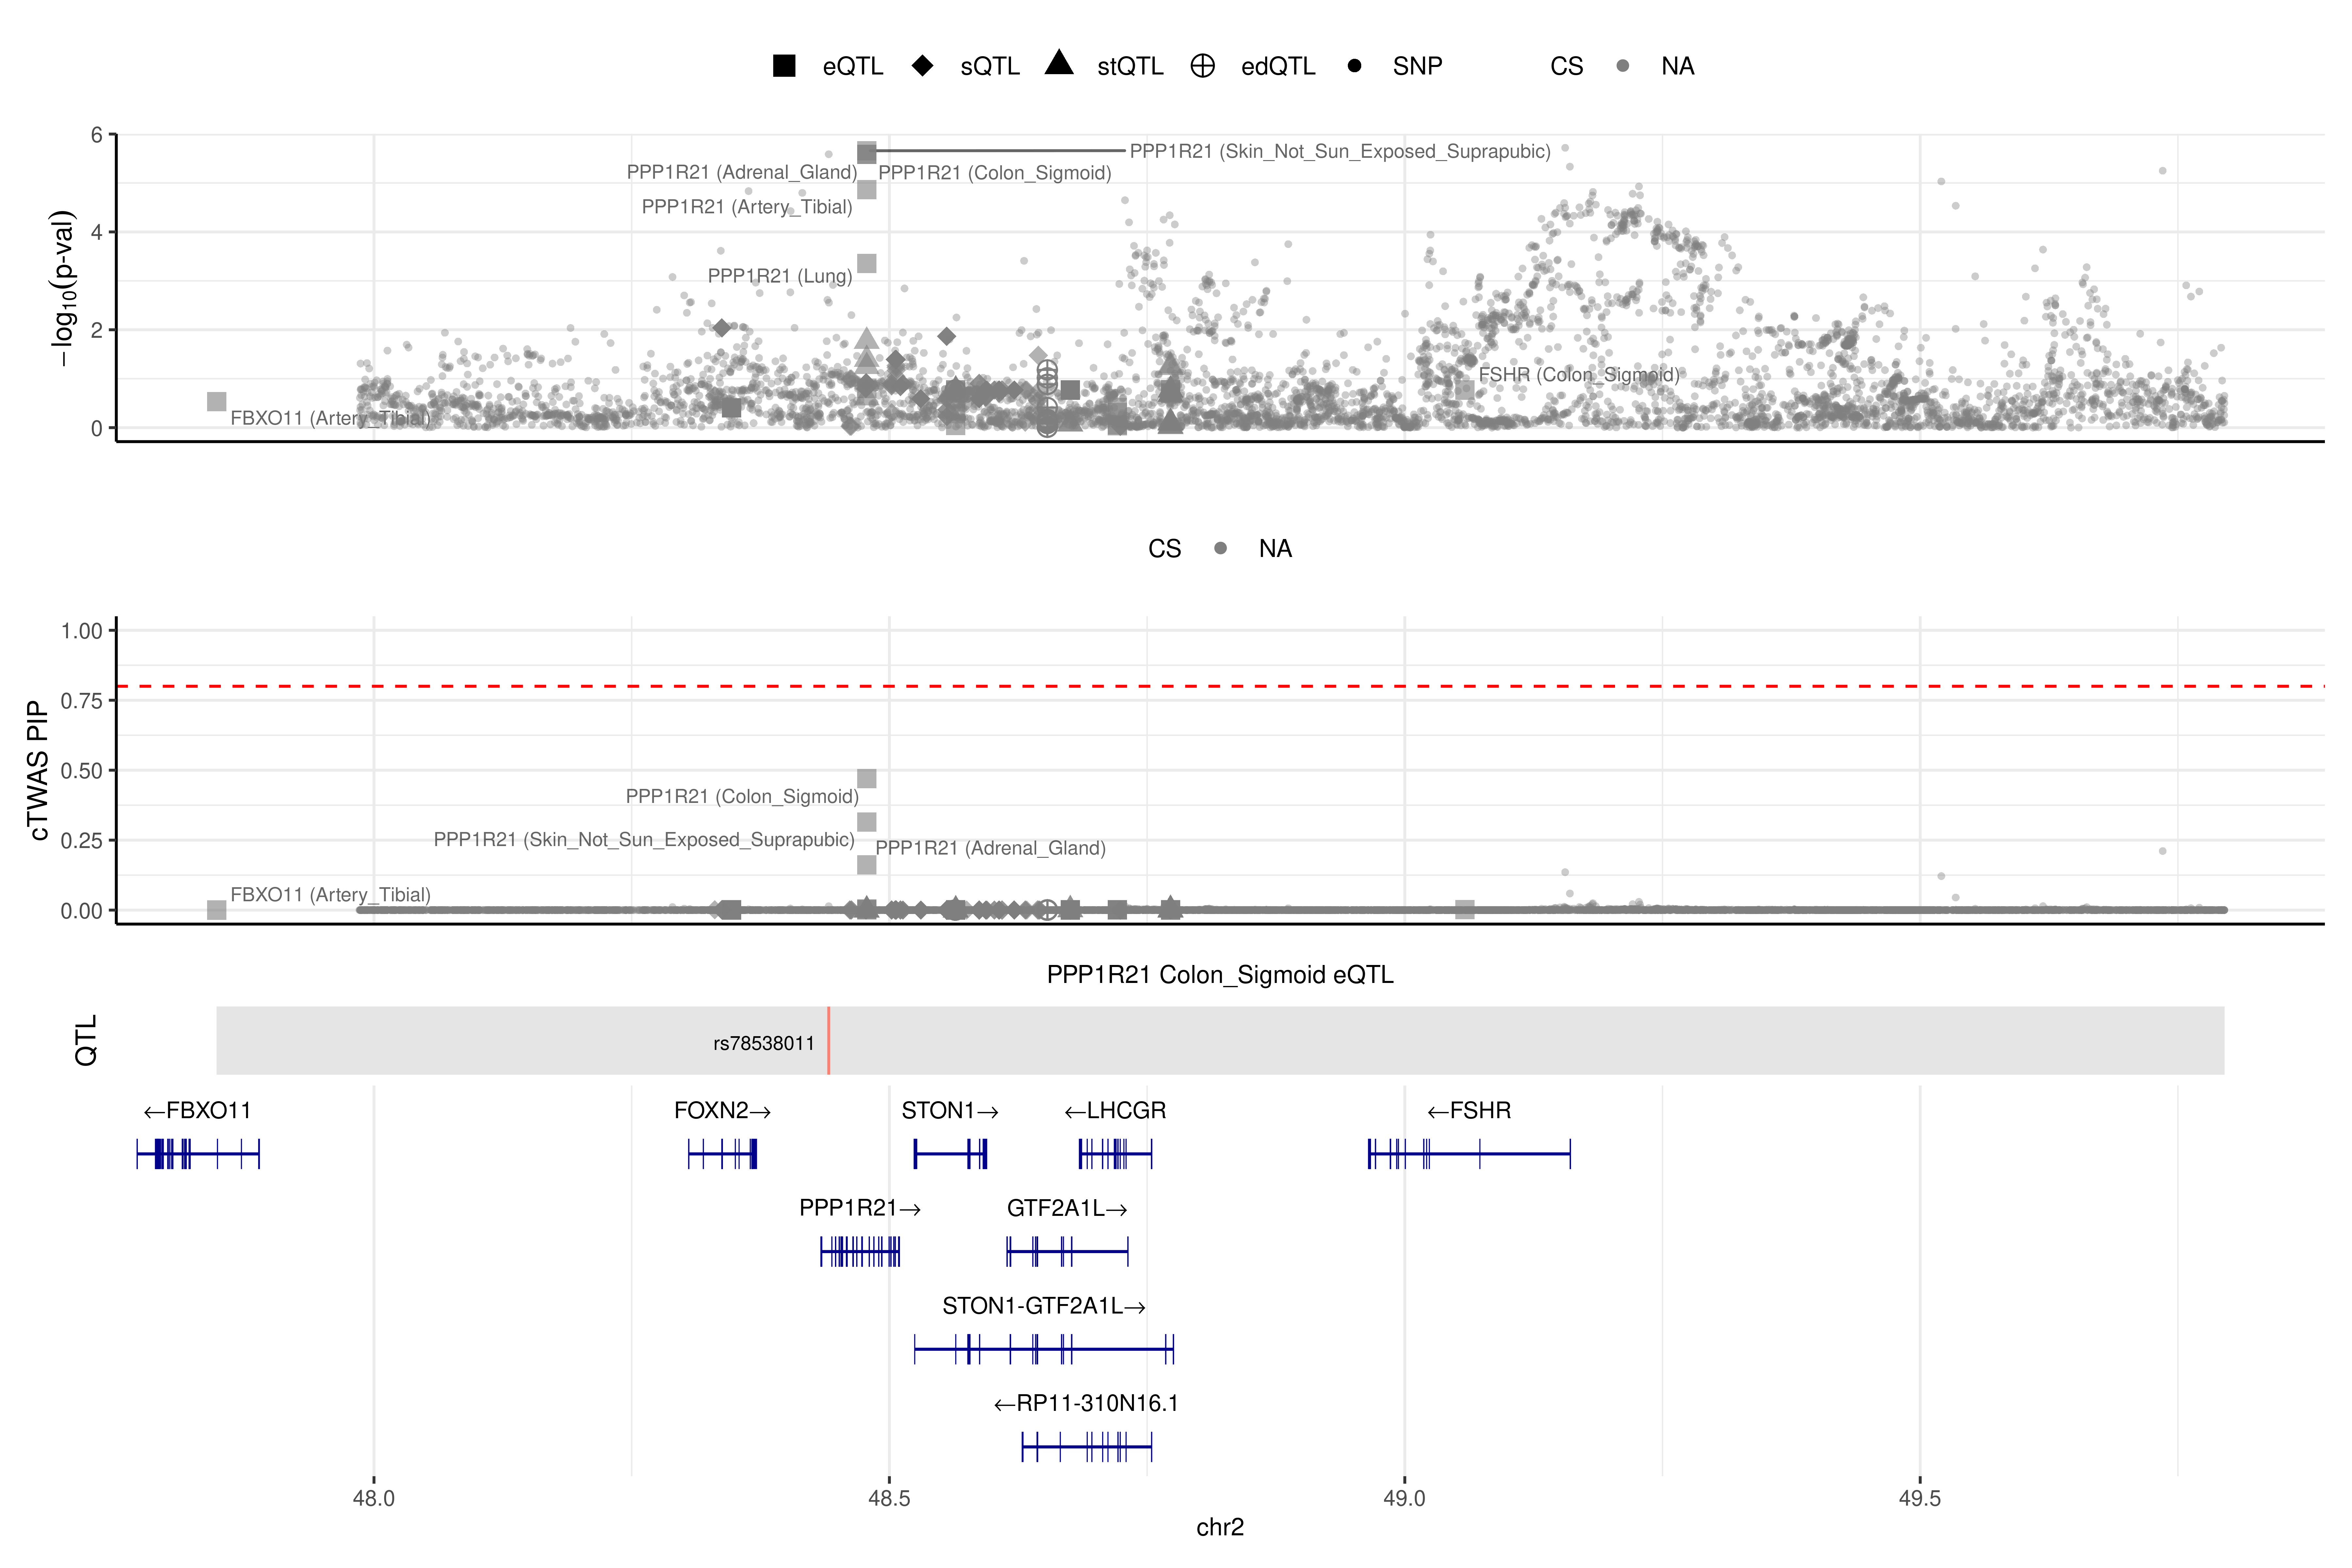 eQTL sQTL stQTL edQTL SNP CS NA
−log10(p-val)
6
4
2
0
PPP1R21 (Skin_Not_Sun_Exposed_Suprapubic)
PPP1R21 (Adrenal_Gland) PPP1R21 (Colon_Sigmoid)
PPP1R21 (Artery_Tibial)
PPP1R21 (Lung)
FSHR (Colon_Sigmoid)
FBXO11 (Artery_Tibial)
CS NA
cTWAS PIP
1.00
0.75
0.50
0.25
0.00
PPP1R21 (Colon_Sigmoid)
PPP1R21 (Skin_Not_Sun_Exposed_Suprapubic)
PPP1R21 (Adrenal_Gland)
FBXO11 (Artery_Tibial)
PPP1R21 Colon_Sigmoid eQTL
QTL
rs78538011
←FBXO11 FOXN2→ STON1→ ←LHCGR ←FSHR
PPP1R21→ GTF2A1L→
STON1-GTF2A1L→
←RP11-310N16.1
48.0 48.5 49.0 49.5
chr2